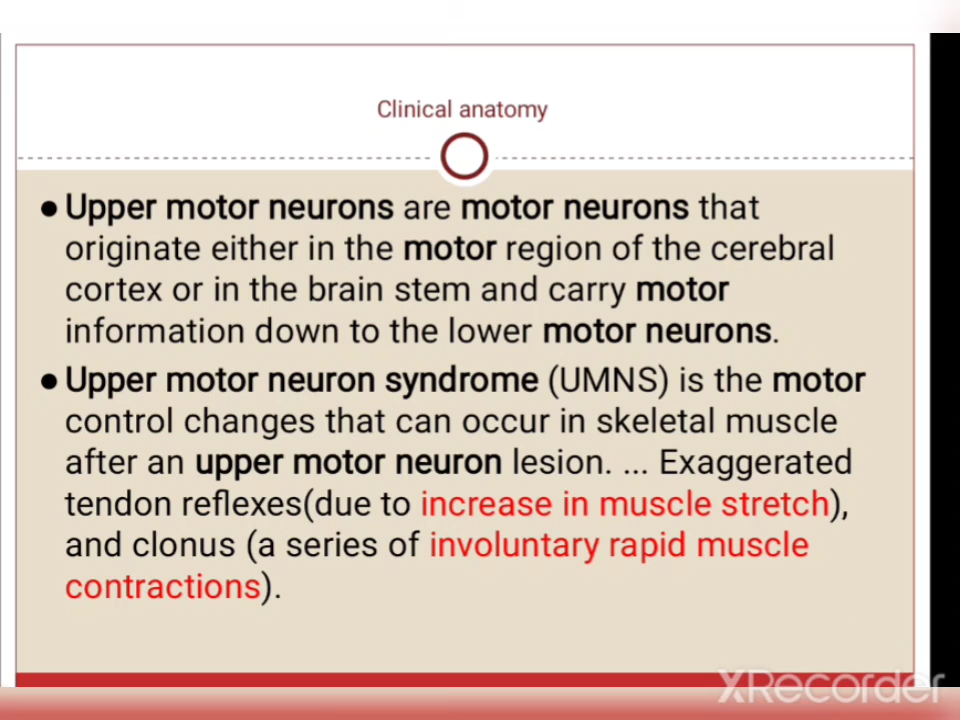 Clinical anatomy
●Upper motor neurons are motor neurons that
originate either in the motor region of the cerebral
cortex or in the brain stem and carry motor
information down to the lower motor neurons.
●Upper motor neuron syndrome (UMNS) is the motor
control changes that can occur in skeletal muscle
after an upper motor neuron lesion. ... Exaggerated
tendon reflexes(due to increase in muscle stretch),
and clonus (a series of involuntary rapid muscle
contractions).
XRecorder